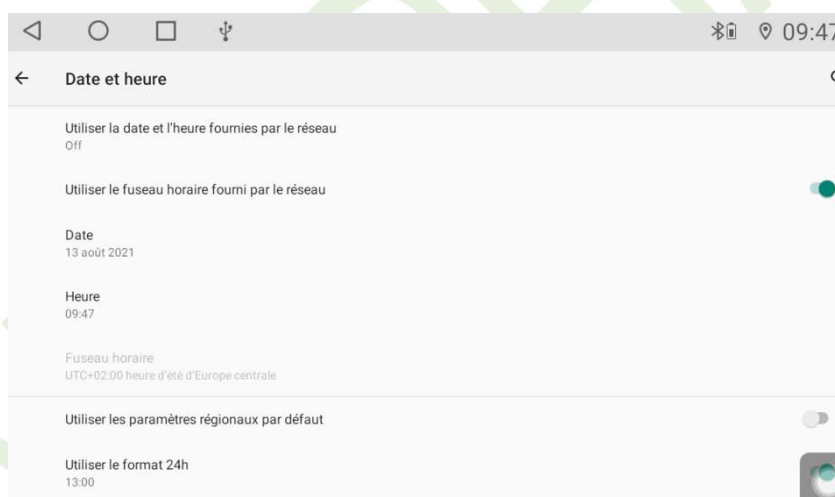 09:47
Date et heure
Utiliser la date et l'heure fournies par le réseau
Off
Utiliser le fuseau horaire fourni par le réseau
Date
13 août 2021
Heure
09:47
Fuseau horaire
UTC+02:00 heure d'été d'Europe centrale
Utiliser les paramètres régionaux par défaut
Utiliser le format 24h
13:00